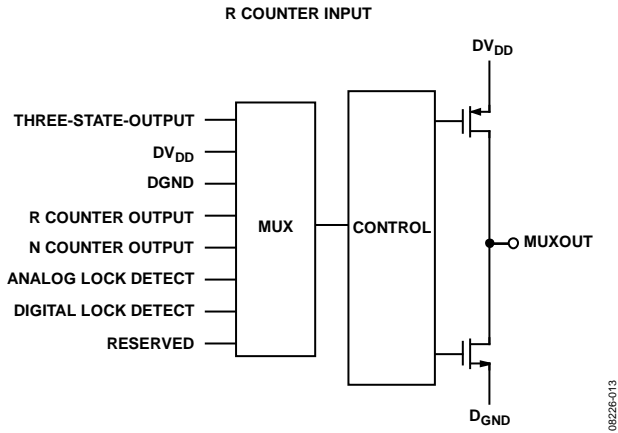 R COUNTER INPUT
DVDD
THREE-STATE-OUTPUT
DVDD
DGND
R COUNTER OUTPUT
N COUNTER OUTPUT
ANALOG LOCK DETECT
DIGITAL LOCK DETECT
RESERVED
MUX
CONTROL
MUXOUT
DGND
08226-013